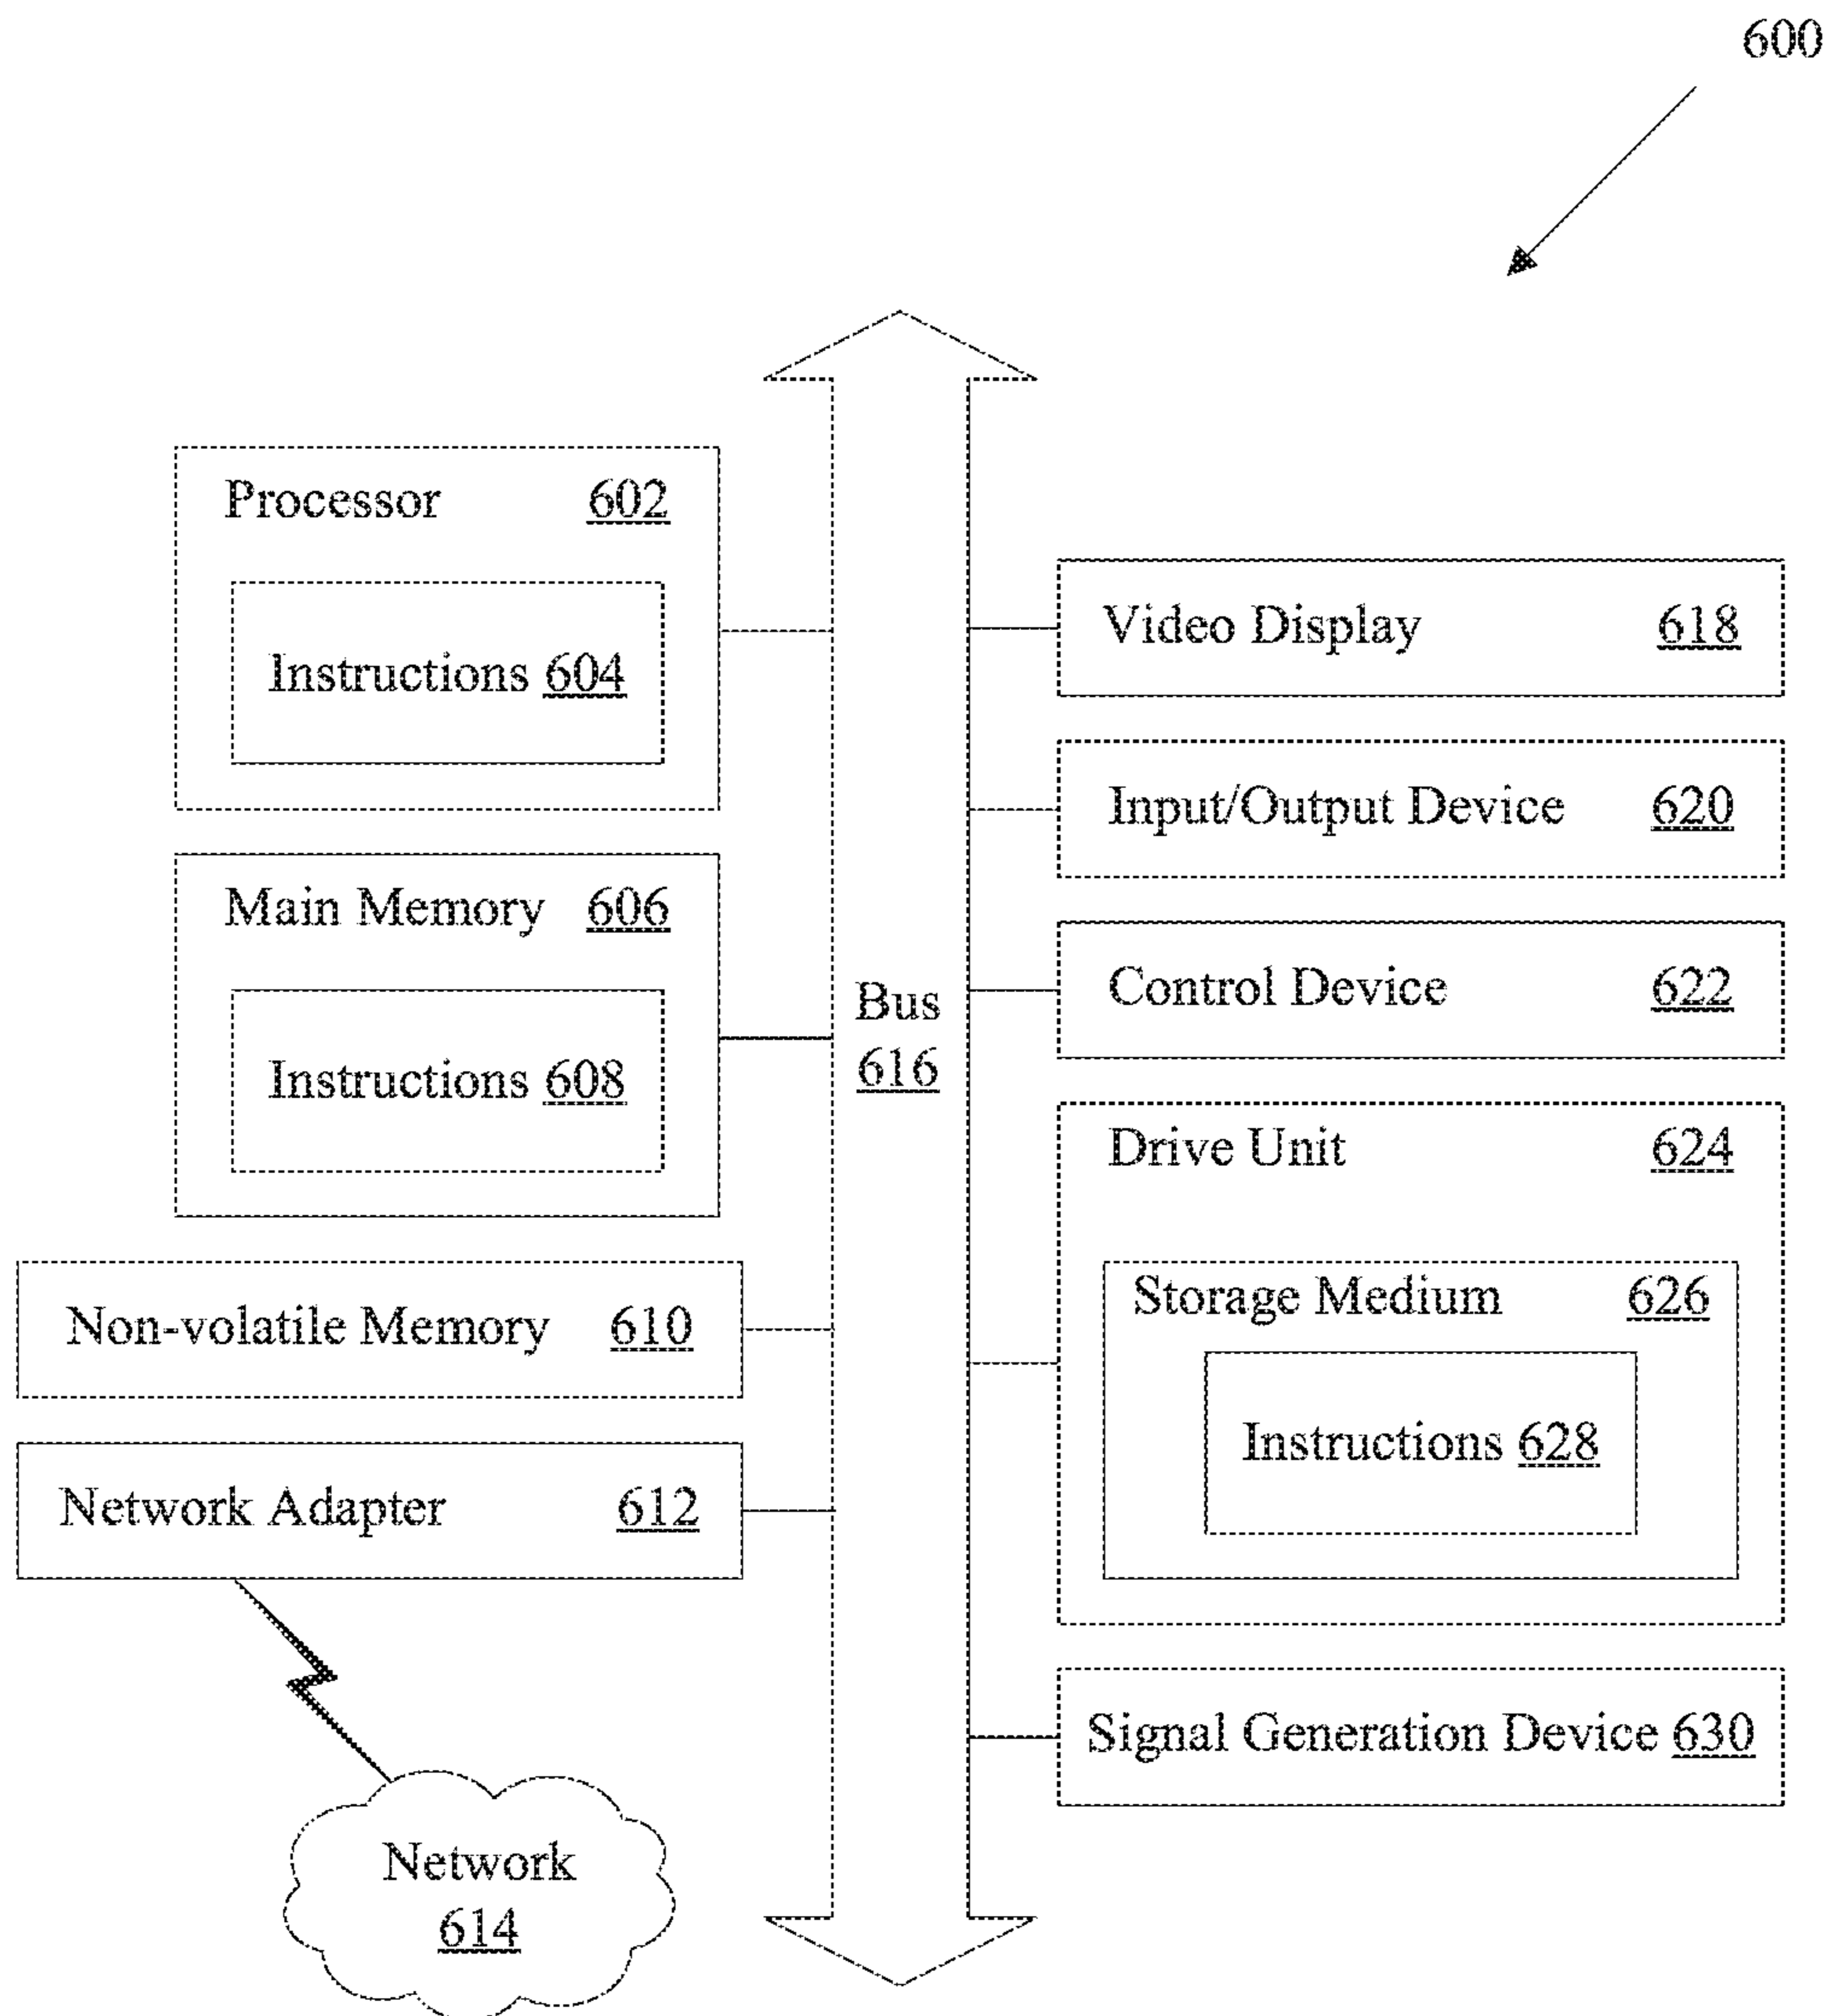 600
Processor 602
Instructions 604
Main Memory 606
Instructions 608
Non-volatile Memory 610
Network Adapter 612
Network
614
Bus
616
Video Display 618
Input/Output Device 620
Control Device 622
Drive Unit 624
Storage Medium 626
Instructions 628
Signal Generation Device 630